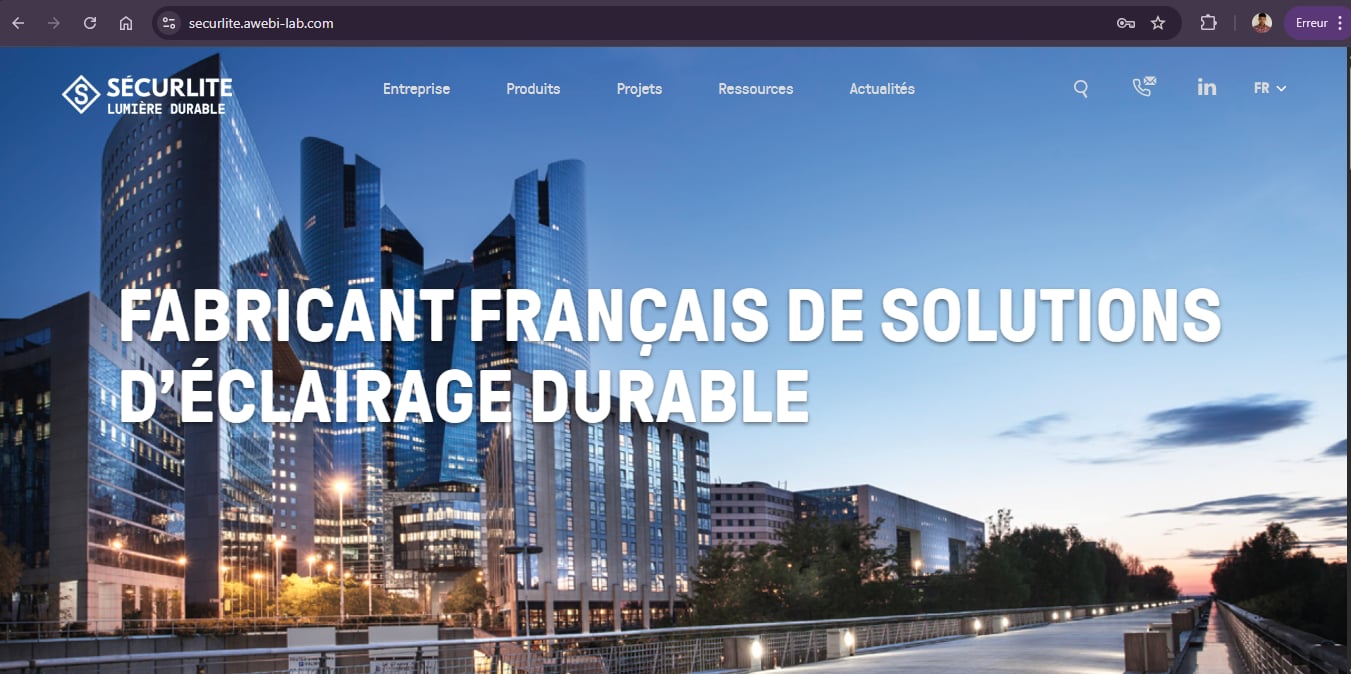 securlite.awebi-lab.com
Erreur
SÉCURLITE
LUMIÈRE DURABLE
Entreprise
Produits
Projets
Ressources
Actualités
in
FR
FABRICANT FRANÇAIS DE SOLUTIONS
D’ÉCLAIRAGE DURABLE